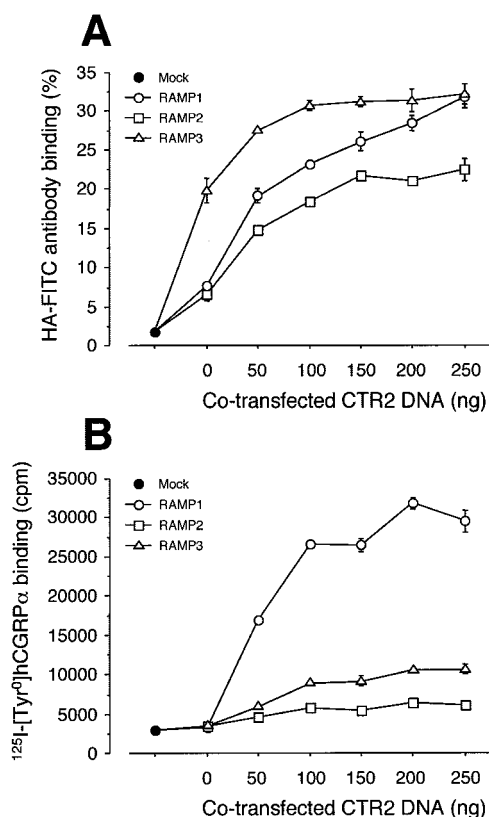 A
HA-FITC antibody binding (%)
35
30
25
20
15
10
5
0
Mock
RAMP1
RAMP2
RAMP3
0 50 100 150 200 250
Co-transfected CTR2 DNA (ng)
B
¹²⁵I-[Tyr⁰]hCGRPα binding (cpm)
35000
30000
25000
20000
15000
10000
5000
0
Mock
RAMP1
RAMP2
RAMP3
0 50 100 150 200 250
Co-transfected CTR2 DNA (ng)